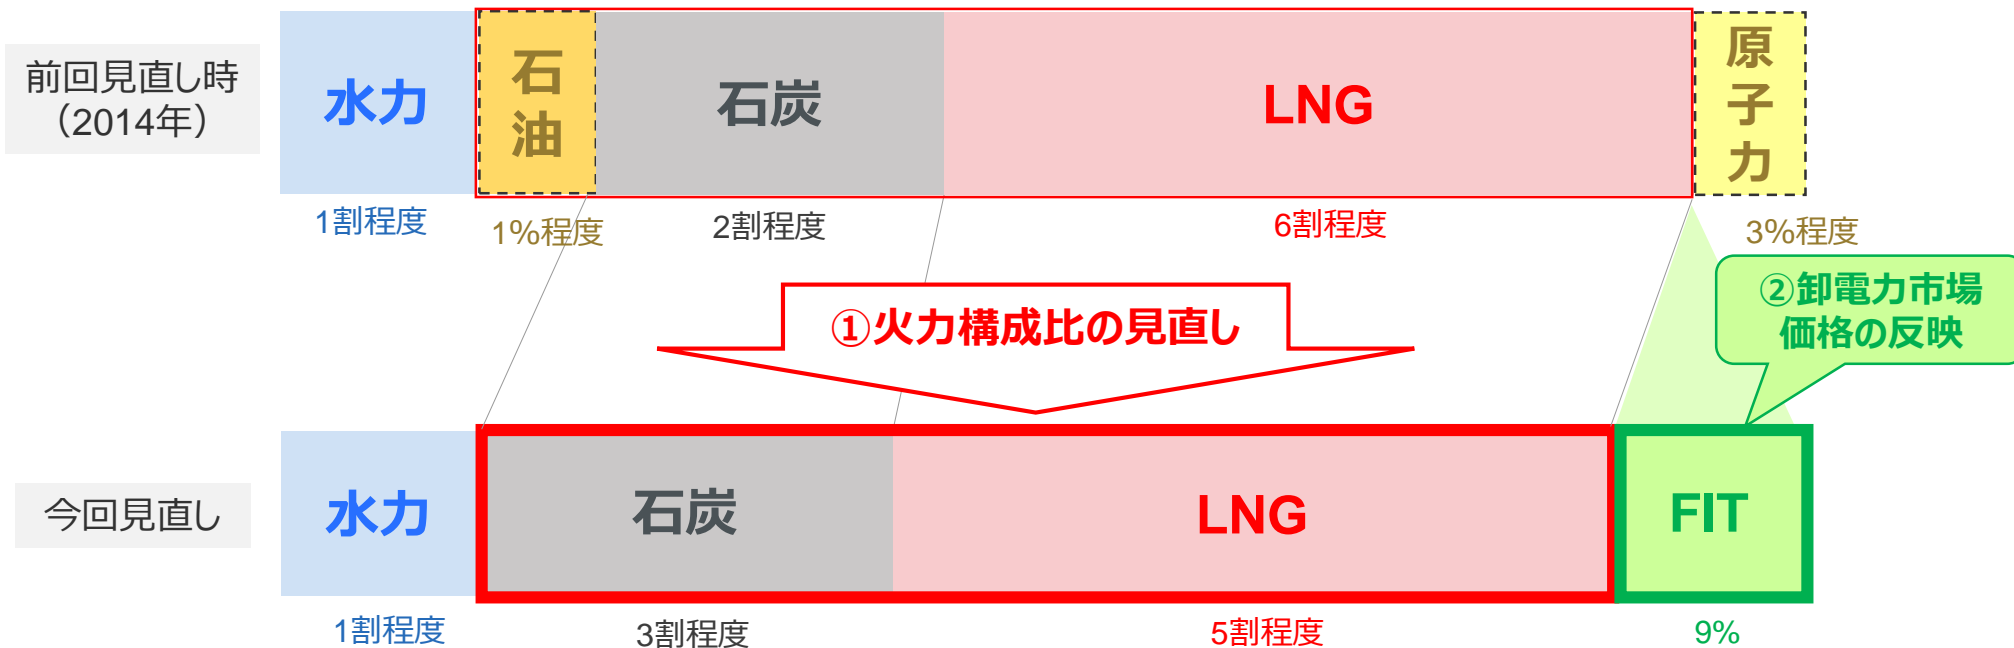 前回見直し時
（2014年）
水力
石
油
石炭
LNG
原
子
力
1割程度
1%程度
2割程度
6割程度
3%程度
①火力構成比の見直し
②卸電力市場
価格の反映
今回見直し
水力
石炭
LNG
FIT
1割程度
3割程度
5割程度
9%